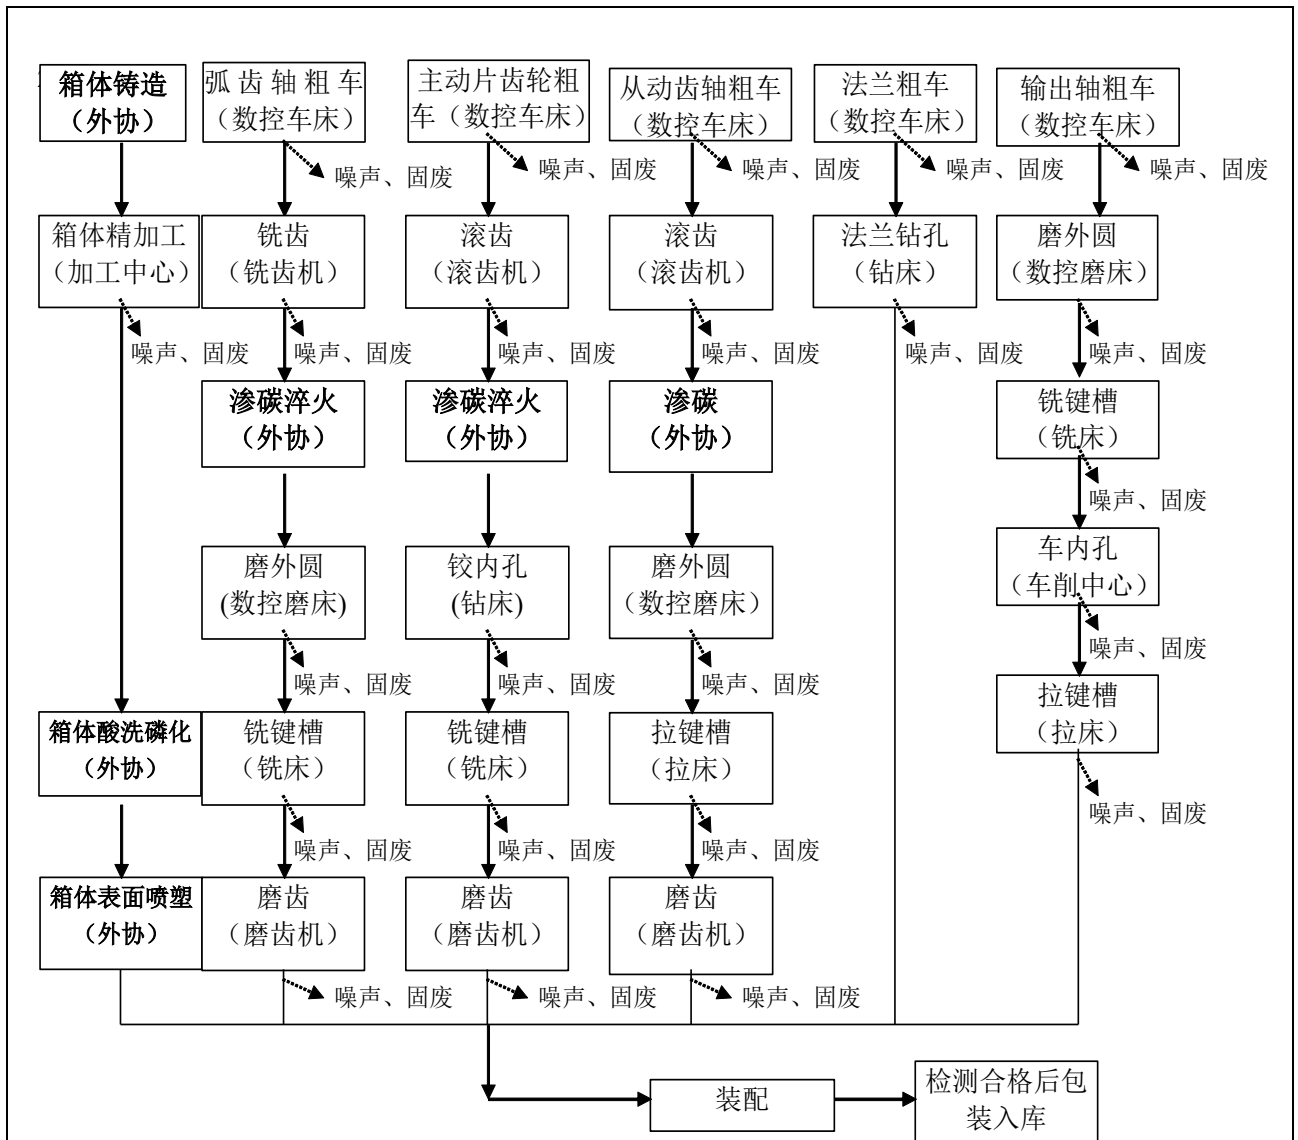 箱体铸造
（外协）
弧 齿 轴 粗 车
（数控车床）
主动片齿轮粗
车（数控车床）
从动齿轴粗车
（数控车床）
法兰粗车
（数控车床）
输出轴粗车
（数控车床）
噪声、固废
噪声、固废
噪声、固废
噪声、固废
噪声、固废
箱体精加工
（加工中心）
铣齿
（铣齿机）
滚齿
（滚齿机）
滚齿
（滚齿机）
法兰钻孔
（钻床）
磨外圆
（数控磨床）
噪声、固废
噪声、固废
噪声、固废
噪声、固废
噪声、固废
噪声、固废
渗碳淬火
（外协）
渗碳淬火
（外协）
渗碳
（外协）
铣键槽
（铣床）
噪声、固废
磨外圆
(数控磨床)
铰内孔
(钻床)
磨外圆
（数控磨床）
车内孔
（车削中心）
噪声、固废
噪声、固废
噪声、固废
噪声、固废
箱体酸洗磷化
（外协）
铣键槽
（铣床）
铣键槽
（铣床）
拉键槽
（拉床）
拉键槽
（拉床）
噪声、固废
噪声、固废
噪声、固废
噪声、固废
箱体表面喷塑
（外协）
磨齿
（磨齿机）
磨齿
（磨齿机）
磨齿
（磨齿机）
噪声、固废
噪声、固废
噪声、固废
装配
检测合格后包
装入库